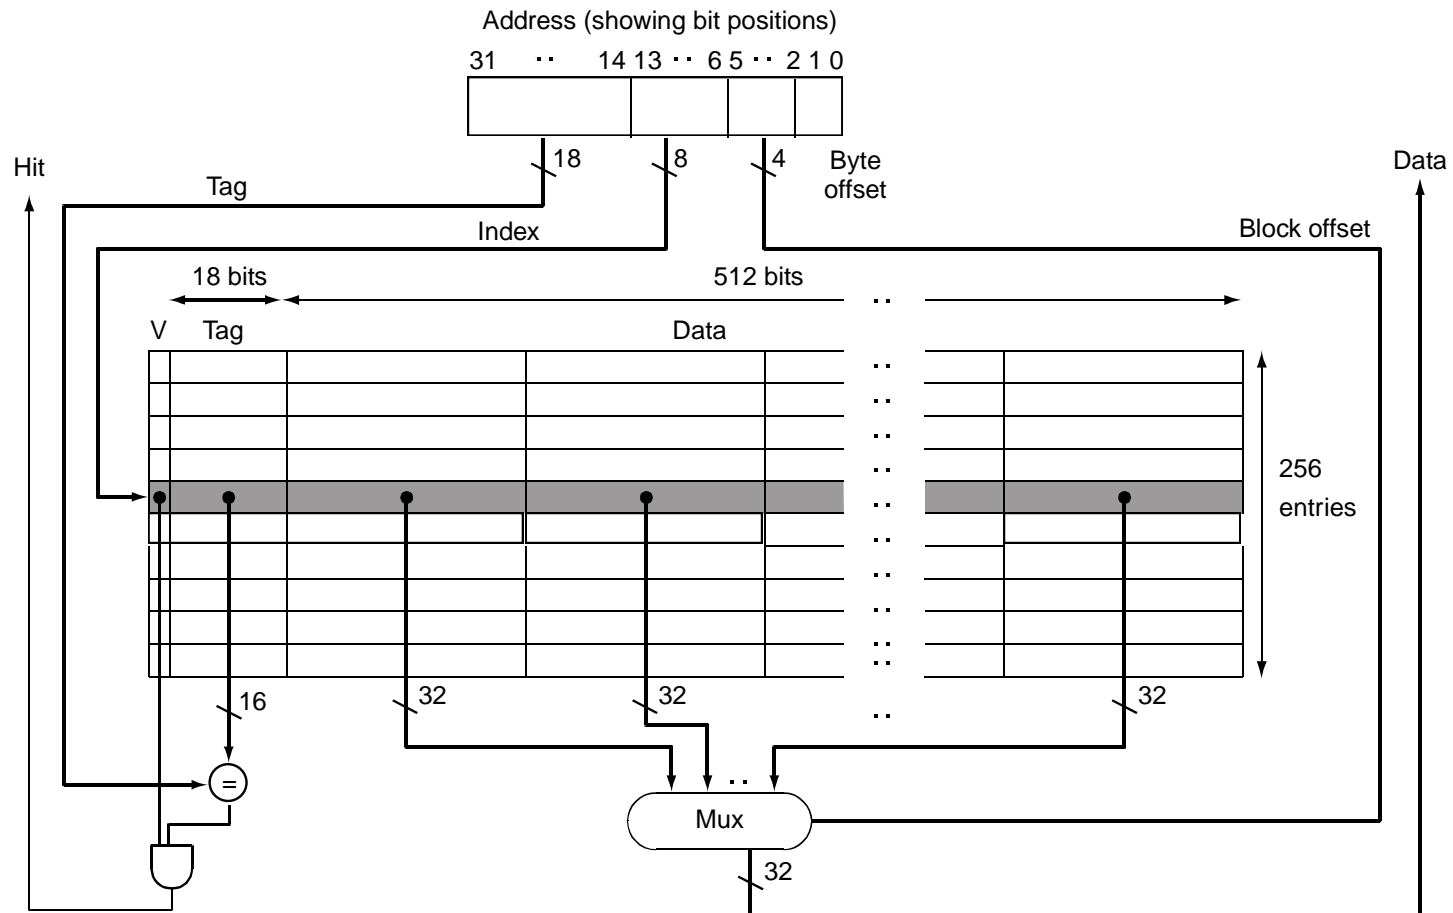 Address (showing bit positions)
31 ·· 14 13 ·· 6 5 ·· 2 1 0
18 8 4 Byte offset
Hit
Data
Tag
Index
Block offset
18 bits
512 bits
··
V Tag Data
··
··
··
··
··
··
··
··
··
··
256 entries
16 32 32 ·· 32
=
··
Mux
32